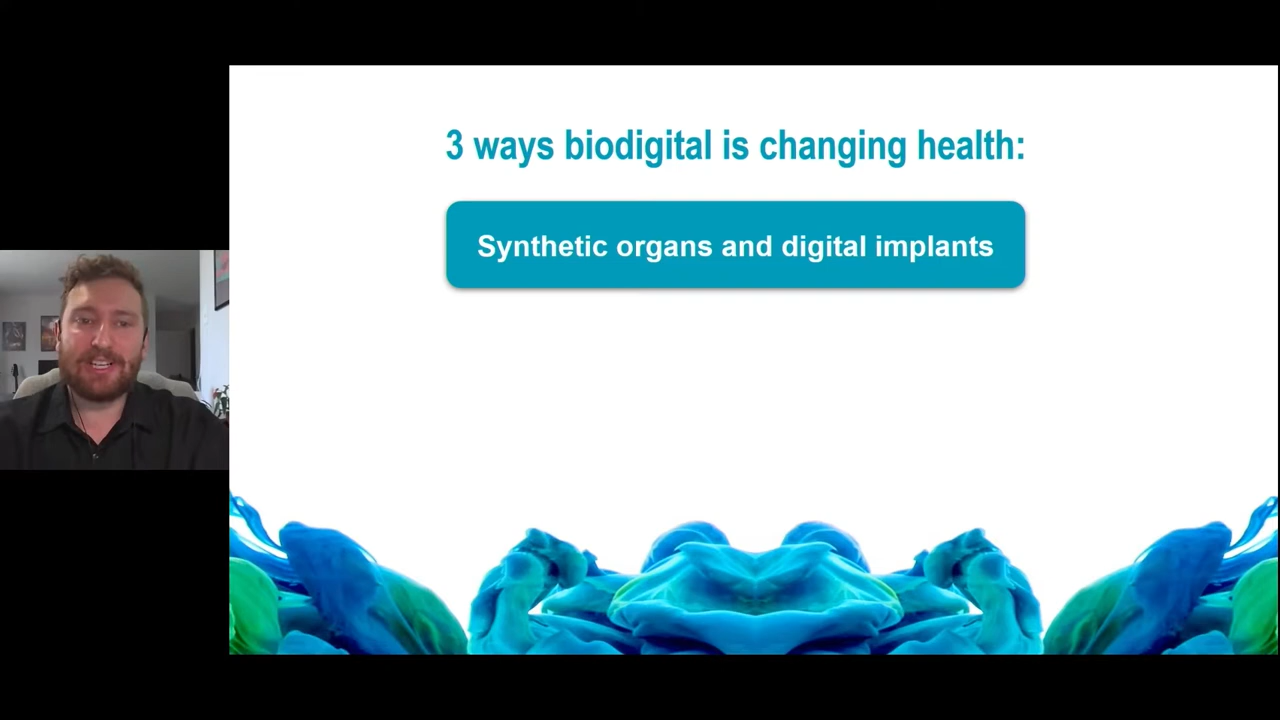 3 ways biodigital is changing health:
Synthetic organs and digital implants